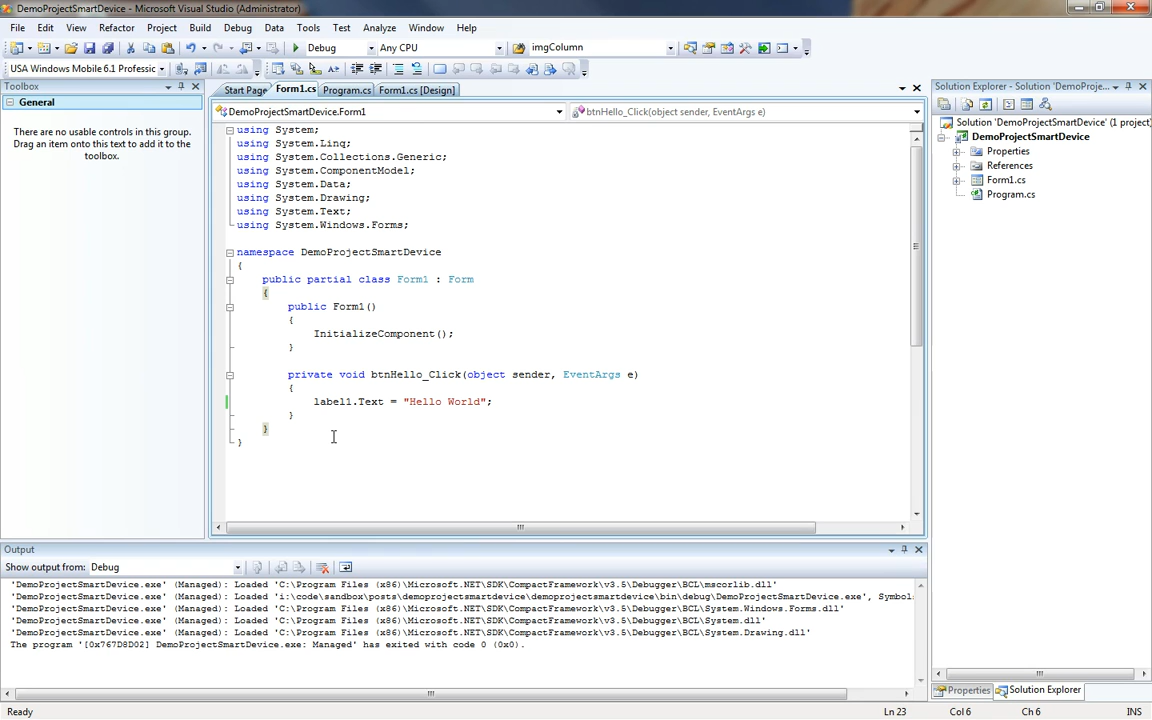 DemoProjectSmartDevice - Microsoft Visual Studio (Administrator)
File Edit View Refactor Project Build Debug Data Tools Test Analyze Window Help
Debug Any CPU imgColumn
USA Windows Mobile 6.1 Professic
Toolbox
General
There are no usable controls in this group.
Drag an item onto this text to add it to the
toolbox.
Start Page Form1.cs Program.cs Form1.cs [Design]
DemoProjectSmartDevice.Form1 btnHello_Click(object sender, EventArgs e)
using System;
using System.Linq;
using System.Collections.Generic;
using System.ComponentModel;
using System.Data;
using System.Drawing;
using System.Text;
using System.Windows.Forms;
namespace DemoProjectSmartDevice
{
public partial class Form1 : Form
{
public Form1()
{
InitializeComponent();
}
private void btnHello_Click(object sender, EventArgs e)
{
label1.Text = "Hello World";
}
}
}
Solution Explorer - Solution 'DemoProje...
Solution 'DemoProjectSmartDevice' (1 project)
DemoProjectSmartDevice
Properties
References
Form1.cs
Program.cs
Output
Show output from: Debug
'DemoProjectSmartDevice.exe' (Managed): Loaded 'C:\Program Files (x86)\Microsoft.NET\SDK\CompactFramework\v3.5\Debugger\BCL\mscorlib.dll'
'DemoProjectSmartDevice.exe' (Managed): Loaded 'i:\code\sandbox\posts\demoprojectsmartdevice\demoprojectsmartdevice\bin\debug\DemoProjectSmartDevice.exe', Symbol
'DemoProjectSmartDevice.exe' (Managed): Loaded 'C:\Program Files (x86)\Microsoft.NET\SDK\CompactFramework\v3.5\Debugger\BCL\System.Windows.Forms.dll'
'DemoProjectSmartDevice.exe' (Managed): Loaded 'C:\Program Files (x86)\Microsoft.NET\SDK\CompactFramework\v3.5\Debugger\BCL\System.dll'
'DemoProjectSmartDevice.exe' (Managed): Loaded 'C:\Program Files (x86)\Microsoft.NET\SDK\CompactFramework\v3.5\Debugger\BCL\System.Drawing.dll'
The program '[0x767D8D02] DemoProjectSmartDevice.exe: Managed' has exited with code 0 (0x0).
Properties Solution Explorer
Ready Ln 23 Col 6 Ch 6 INS